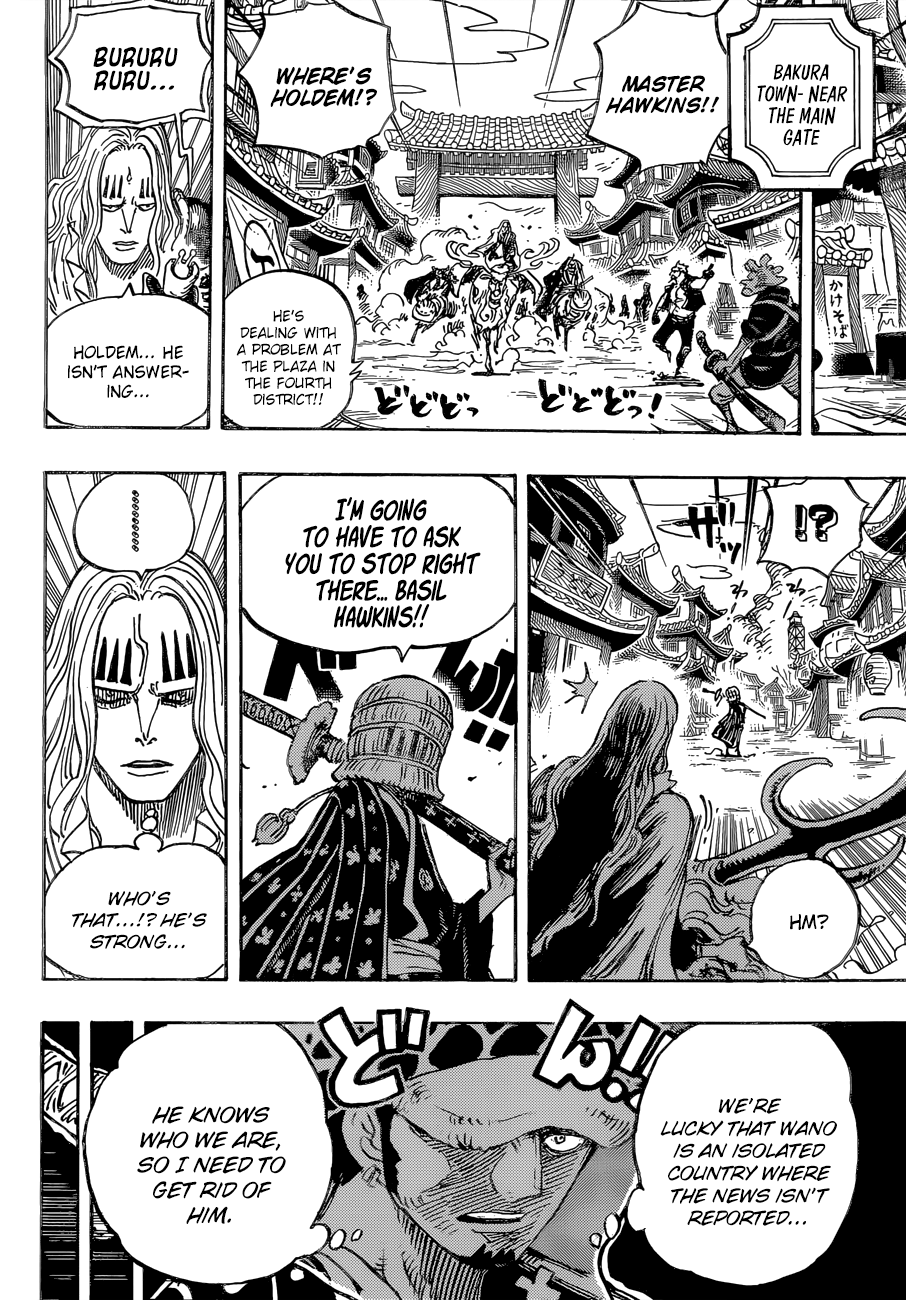 BAKURA
TOWN- NEAR
THE MAIN
GATE
かけそば
MASTER
HAWKINS!!
WHERE'S
HOLDEM!?
HE'S
DEALING WITH
A PROBLEM AT
THE PLAZA IN
THE FOURTH
DISTRICT!!
どどどっ!
どどどっ
BURURU
RURU...
HOLDEM... HE
ISN'T ANSWER-
ING...
!?
ザッ
HM?
I'M GOING
TO HAVE TO ASK
YOU TO STOP RIGHT
THERE... BASIL
HAWKINS!!
ドん!!
..........
WHO'S
THAT...!? HE'S
STRONG...
どん!!
WE'RE
LUCKY THAT WANO
IS AN ISOLATED
COUNTRY WHERE
THE NEWS ISN'T
REPORTED...
HE KNOWS
WHO WE ARE,
SO I NEED TO
GET RID OF
HIM.